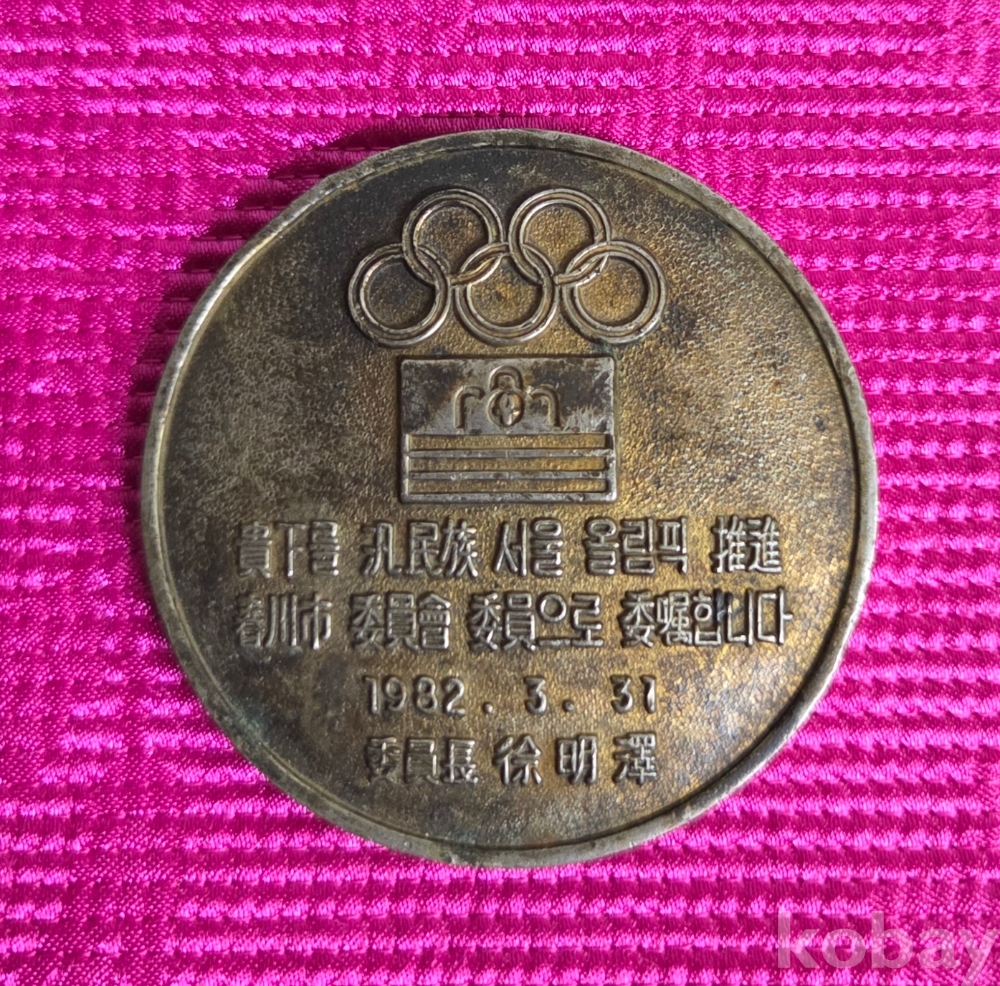 貴下를 汎民族 서울 올림픽 推進
春川市 委員會 委員으로 委嘱합니다
1982. 3. 31
委員長 徐明澤
kobay